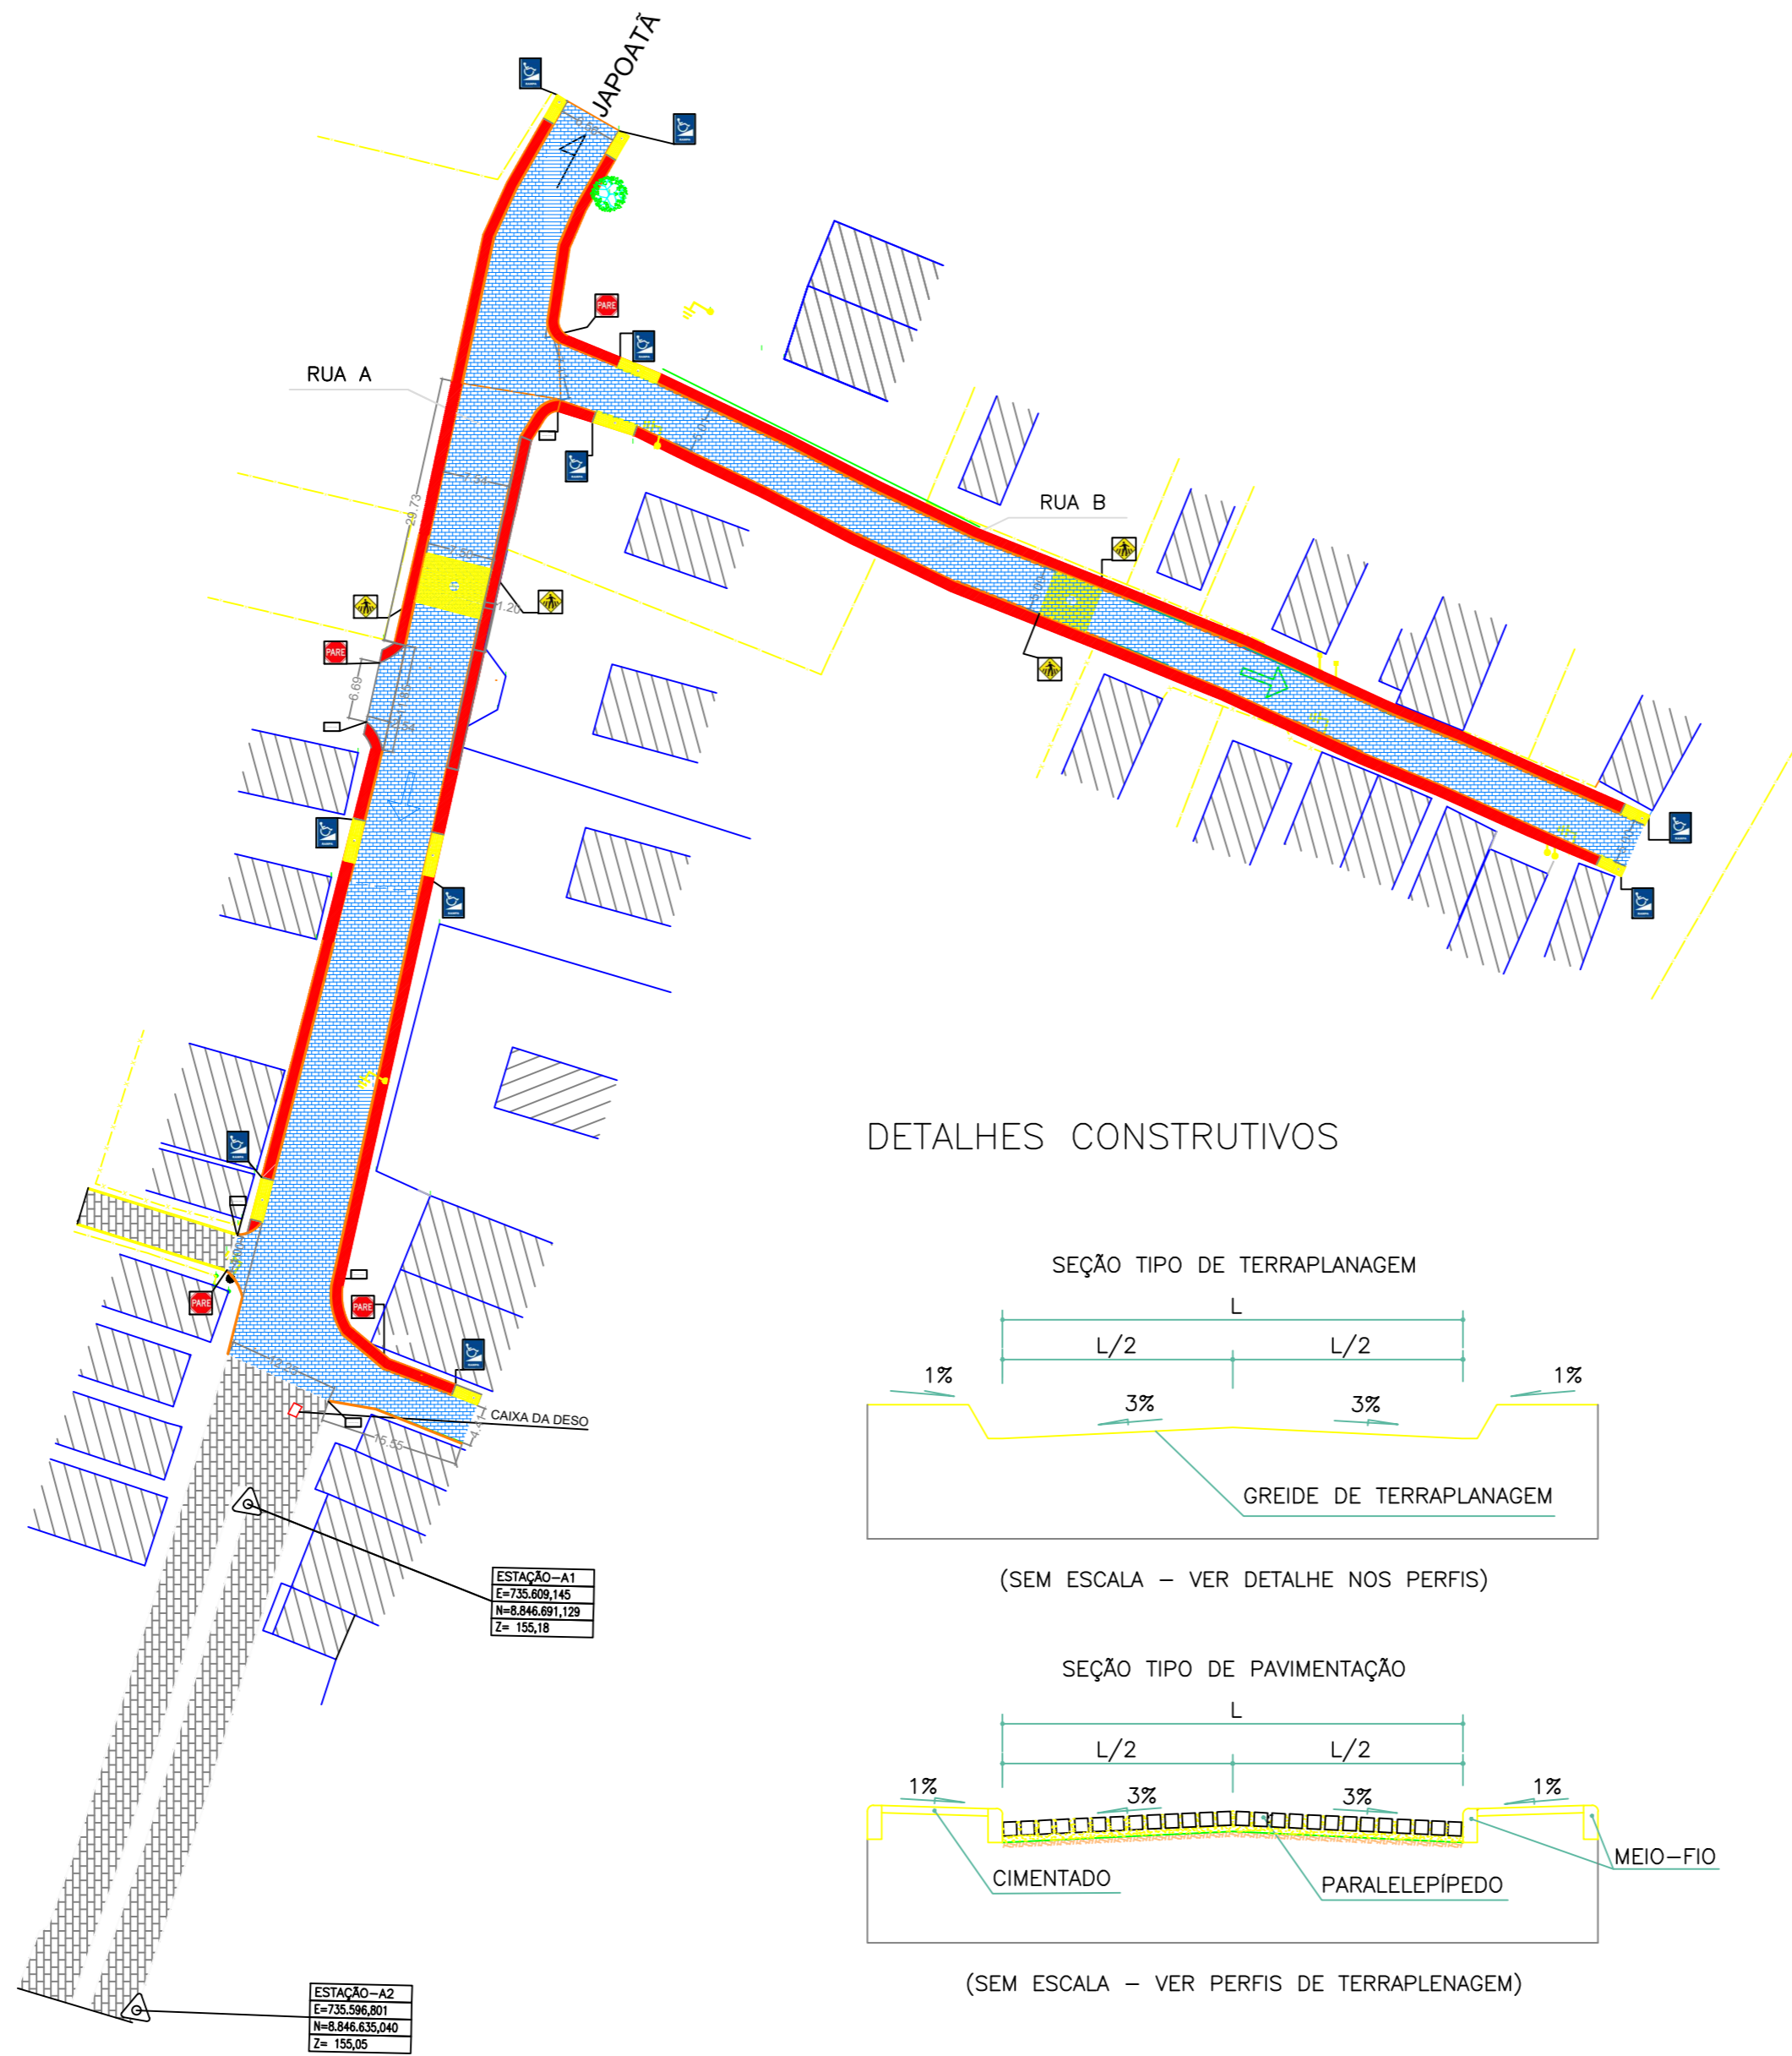 JAPOATÃ
PARE
RUA A
29.73
RUA B
1.20
PARE
6.69
PARE
PARE
CAIXA DA DESO
15.55
ESTAÇÃO-A1
E=735.609,145
N=8.846.691,129
Z= 155,18
ESTAÇÃO-A2
E=735.596,801
N=8.846.635,040
Z= 155,05
DETALHES CONSTRUTIVOS
SEÇÃO TIPO DE TERRAPLANAGEM
L
L/2 L/2
1% 3% 3% 1%
GREIDE DE TERRAPLANAGEM
(SEM ESCALA - VER DETALHE NOS PERFIS)
SEÇÃO TIPO DE PAVIMENTAÇÃO
L
L/2 L/2
1% 3% 3% 1%
CIMENTADO
PARALELEPÍPEDO
MEIO-FIO
(SEM ESCALA - VER PERFIS DE TERRAPLENAGEM)